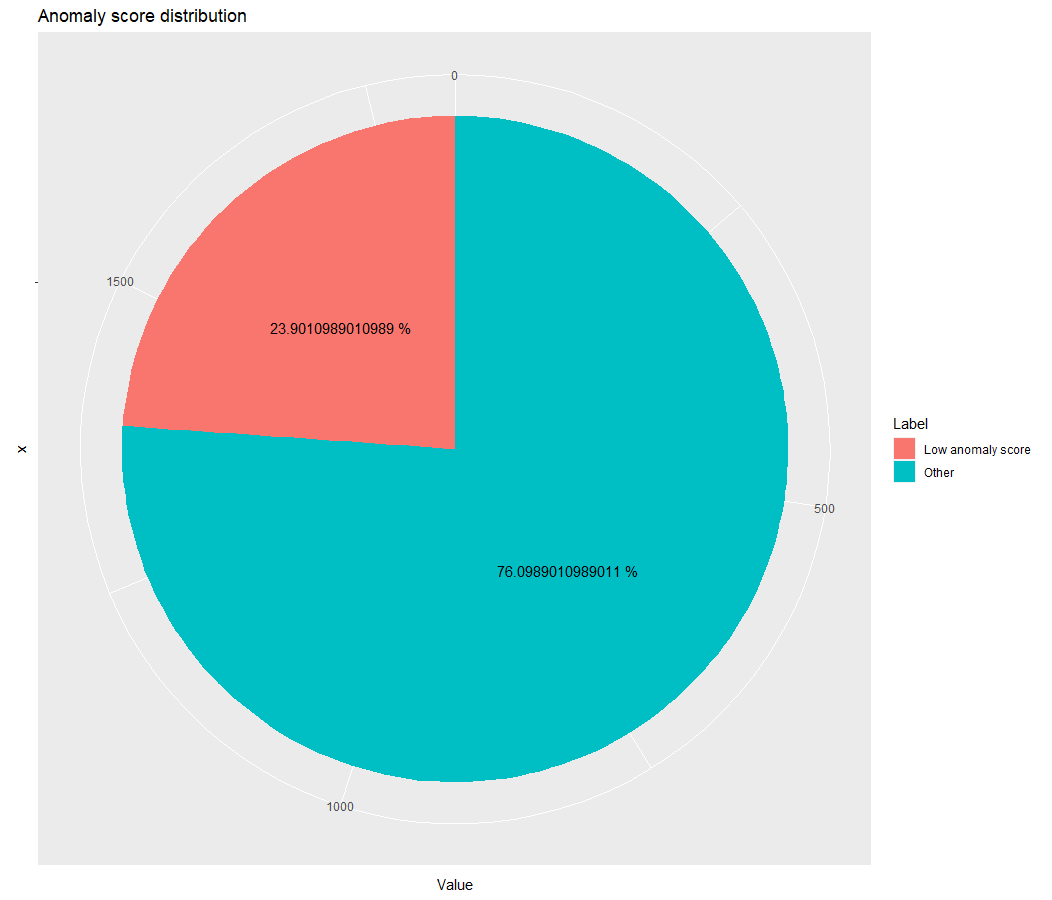 Anomaly score distribution
0
1500
23.9010989010989 %
x
Label
Low anomaly score
Other
500
76.0989010989011 %
1000
Value